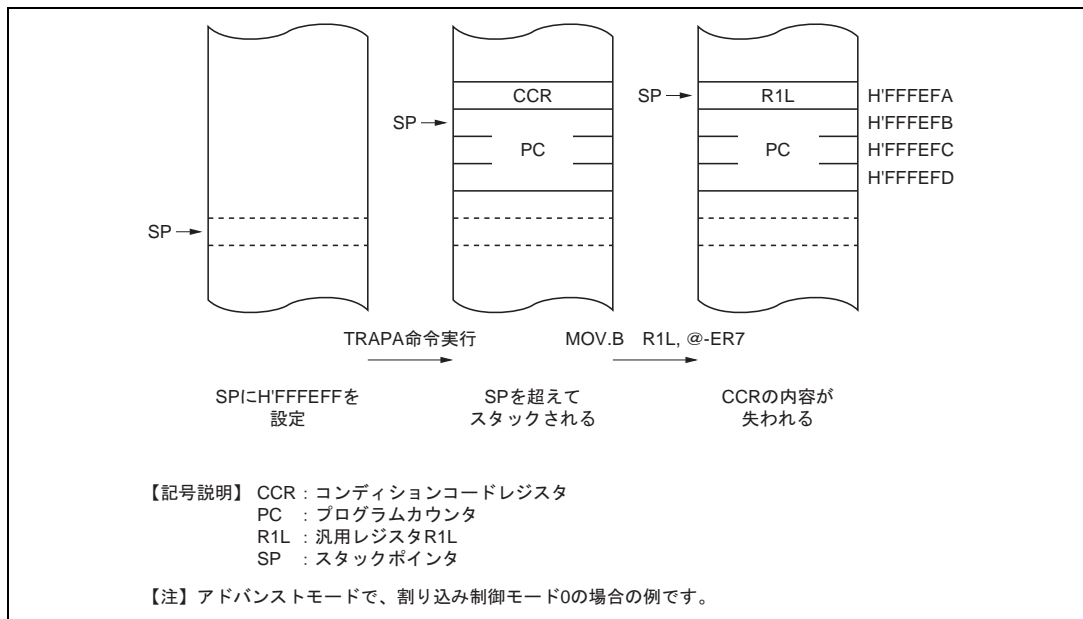 CCR
SP
R1L
H'FFFEFA
SP
H'FFFEFB
PC
PC
H'FFFEFC
H'FFFEFD
SP
TRAPA命令実行
MOV.B R1L, @-ER7
SPにH'FFFEFFを
設定
SPを超えて
スタックされる
CCRの内容が
失われる
【記号説明】 CCR : コンディションコードレジスタ
PC : プログラムカウンタ
R1L : 汎用レジスタR1L
SP : スタックポインタ
【注】アドバンストモードで、割り込み制御モード0の場合の例です。